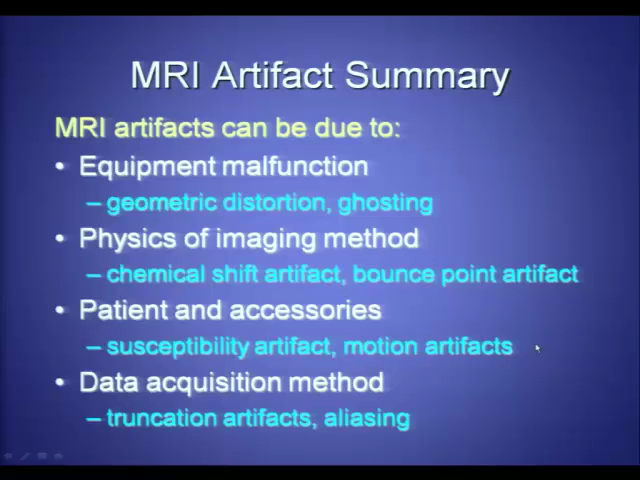 MRI Artifact Summary
MRI artifacts can be due to:
• Equipment malfunction
– geometric distortion, ghosting
• Physics of imaging method
– chemical shift artifact, bounce point artifact
• Patient and accessories
– susceptibility artifact, motion artifacts
• Data acquisition method
– truncation artifacts, aliasing